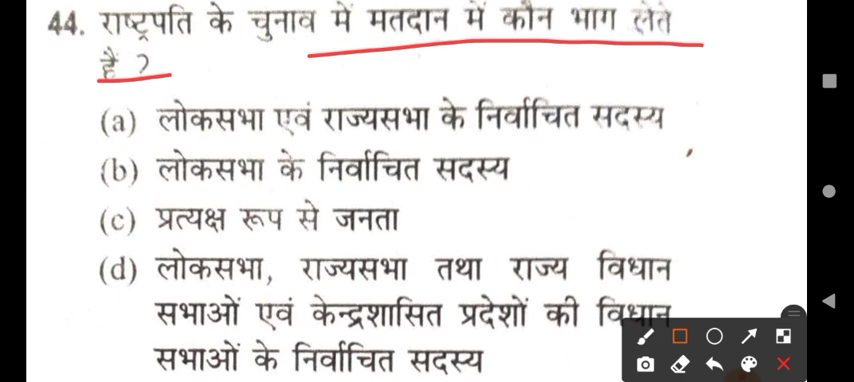 44. राष्ट्रपति के चुनाव में मतदान में कौन भाग लेते
हैं ?
(a) लोकसभा एवं राज्यसभा के निर्वाचित सदस्य
(b) लोकसभा के निर्वाचित सदस्य
(c) प्रत्यक्ष रूप से जनता
(d) लोकसभा, राज्यसभा तथा राज्य विधान
सभाओं एवं केन्द्रशासित प्रदेशों की विधान
सभाओं के निर्वाचित सदस्य